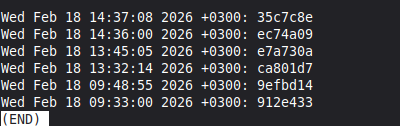 Wed Feb 18 14:37:08 2026 +0300: 35c7c8e
Wed Feb 18 14:36:00 2026 +0300: ec74a09
Wed Feb 18 13:45:05 2026 +0300: e7a730a
Wed Feb 18 13:32:14 2026 +0300: ca801d7
Wed Feb 18 09:48:55 2026 +0300: 9efbd14
Wed Feb 18 09:33:00 2026 +0300: 912e433
(END)